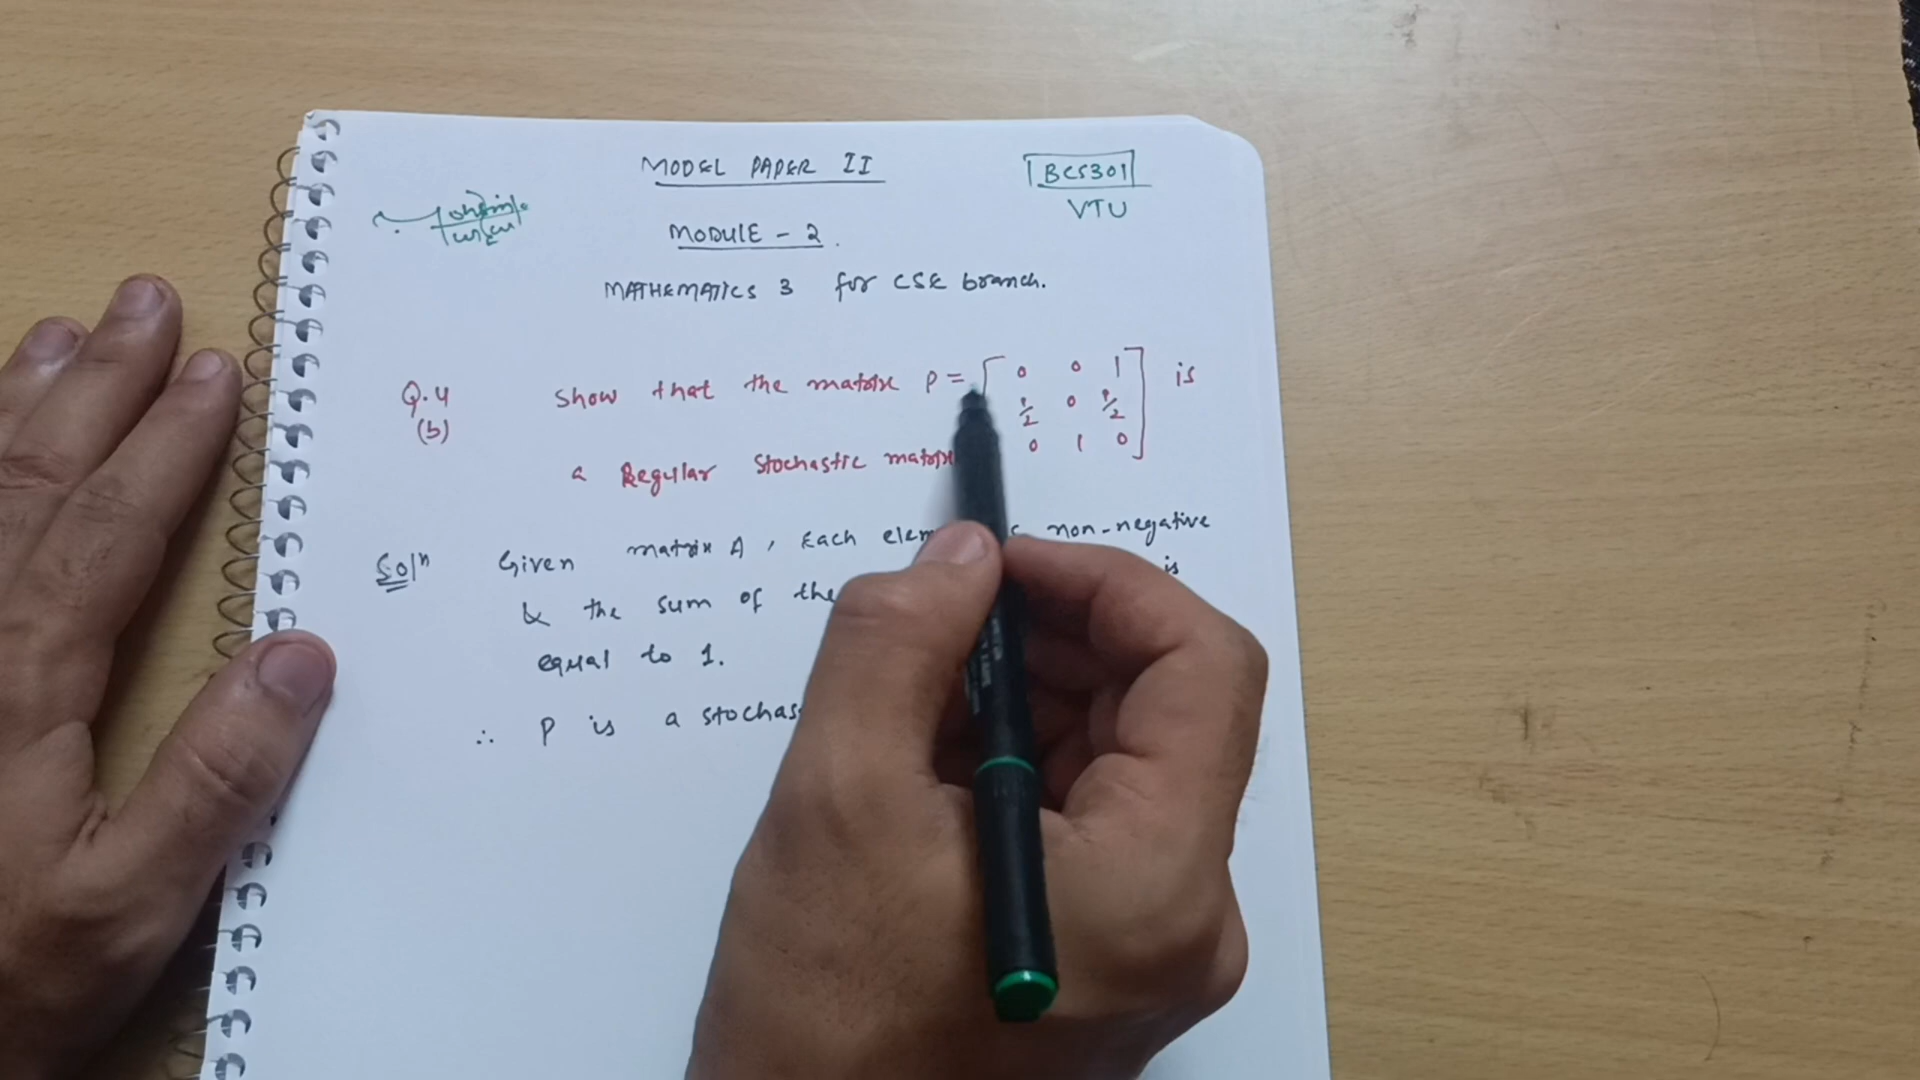 MODEL PAPER II
BCS301
VTU
MODULE - 2.
MATHEMATICS 3 for CSE branch.
Q.4 Show that the matrix P = [ 0 0 1 ] is
(b) 1/2 0 1/2
0 1 0
a Regular Stochastic matrix
Soln Given matrix A, Each non-negative
& the sum of the is
equal to 1.
∴ P is a